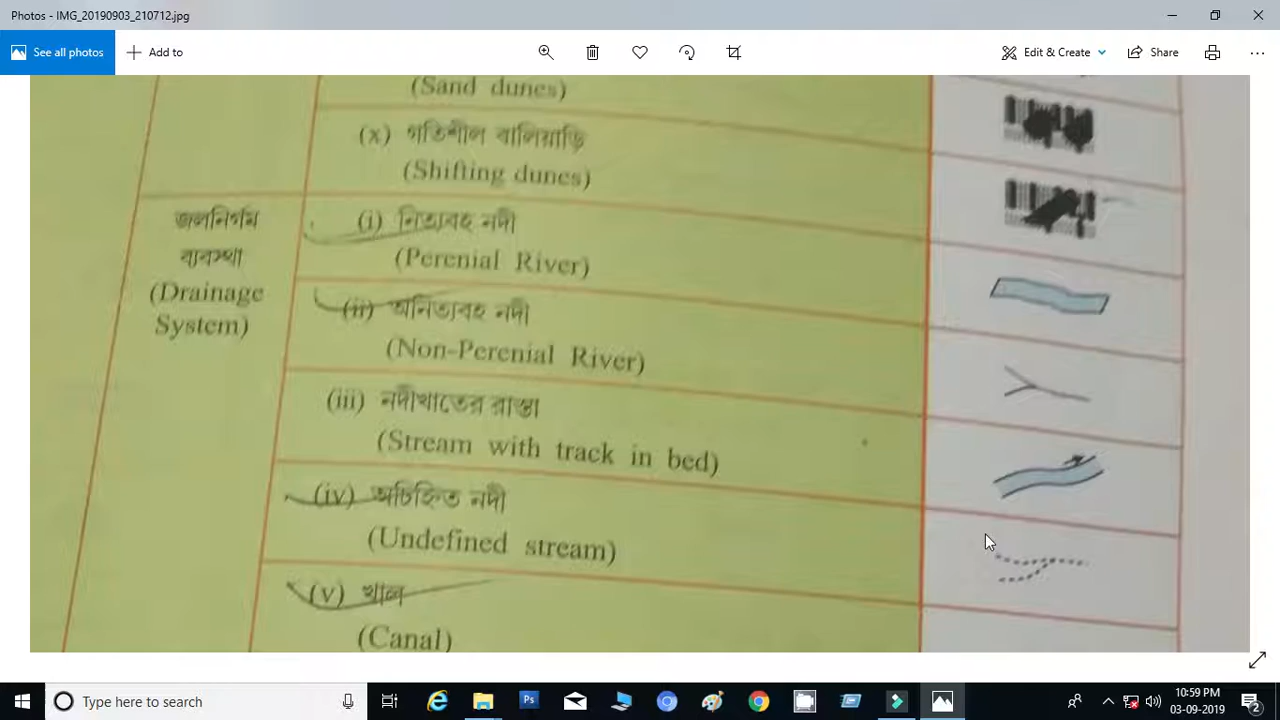 Photos - IMG_20190903_210712.jpg
See all photos
Add to
Edit & Create
Share
(Sand dunes)
(x) গতিশীল বালিয়াড়ি
(Shifting dunes)
জলনির্গম
ব্যবস্থা
(Drainage
System)
(i) নিত্যবহ নদী
(Perenial River)
(ii) অনিত্যবহ নদী
(Non-Perenial River)
(iii) নদীখাতের রাস্তা
(Stream with track in bed)
(iv) অচিহ্নিত নদী
(Undefined stream)
(v) খাল
(Canal)
Type here to search
Ps
10:59 PM
03-09-2019
2